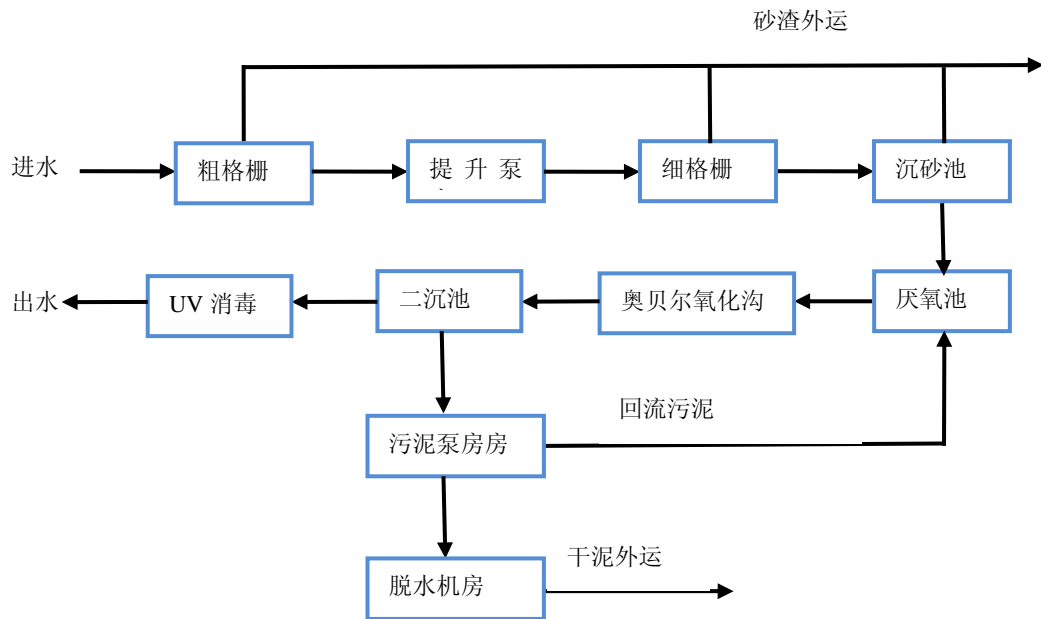 砂渣外运
进水
粗格栅
提升泵
细格栅
沉砂池
出水
UV 消毒
二沉池
奥贝尔氧化沟
厌氧池
回流污泥
污泥泵房房
干泥外运
脱水机房